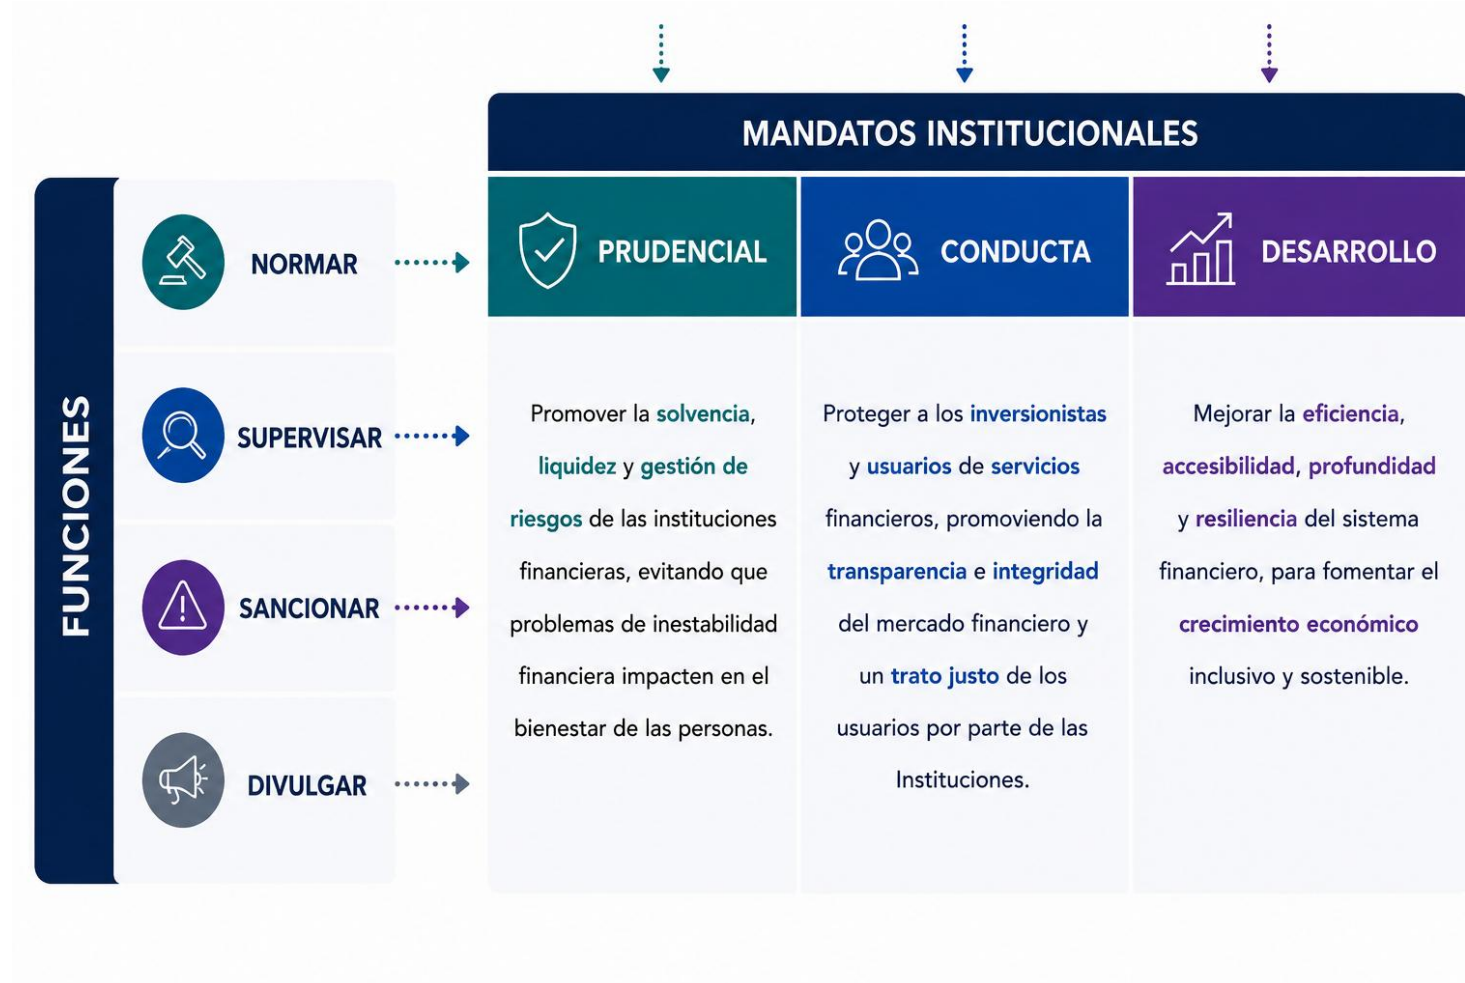 MANDATOS INSTITUCIONALES
FUNCIONES
NORMAR
SUPERVISAR
SANCIONAR
DIVULGAR
PRUDENCIAL
Promover la solvencia,
liquidez y gestión de
riesgos de las instituciones
financieras, evitando que
problemas de inestabilidad
financiera impacten en el
bienestar de las personas.
CONDUCTA
Proteger a los inversionistas
y usuarios de servicios
financieros, promoviendo la
transparencia e integridad
del mercado financiero y
un trato justo de los
usuarios por parte de las
Instituciones.
DESARROLLO
Mejorar la eficiencia,
accesibilidad, profundidad
y resiliencia del sistema
financiero, para fomentar el
crecimiento económico
inclusivo y sostenible.